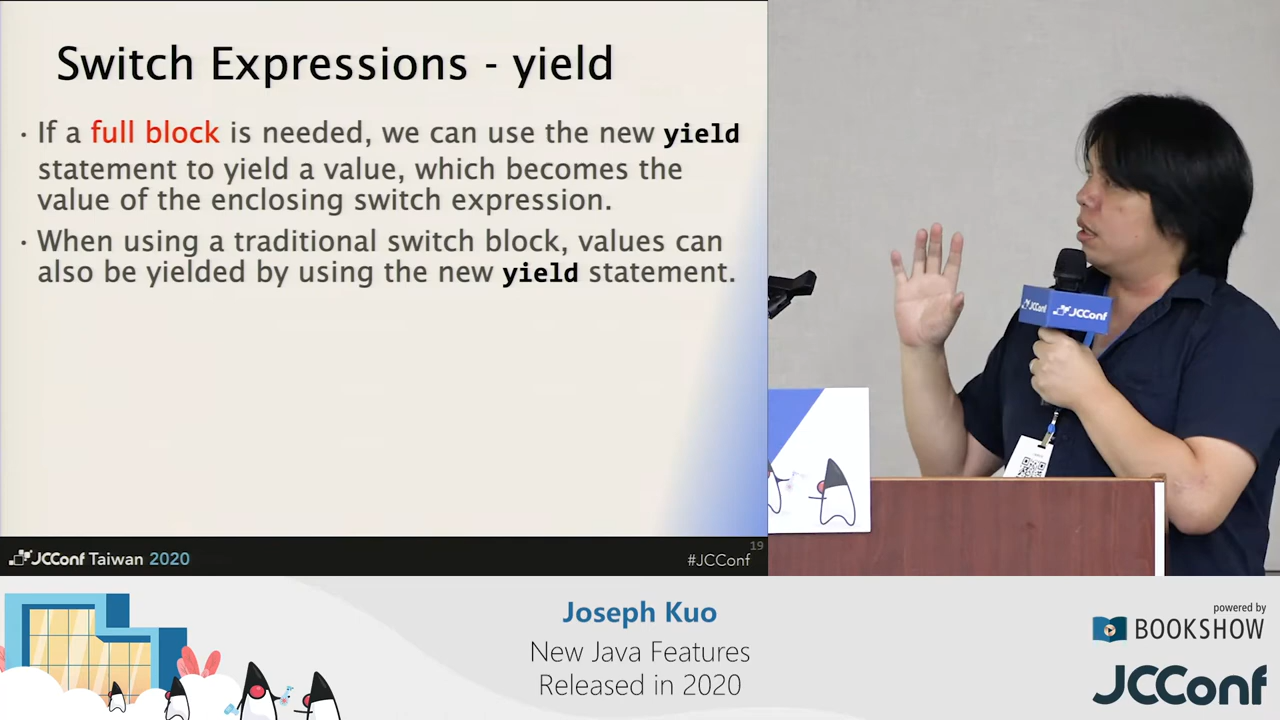 Switch Expressions - yield
· If a full block is needed, we can use the new yield
statement to yield a value, which becomes the
value of the enclosing switch expression.
· When using a traditional switch block, values can
also be yielded by using the new yield statement.
19
JCConf Taiwan 2020
#JCConf
JCConf
JCConf
Joseph Kuo
New Java Features
Released in 2020
powered by
BOOKSHOW
JCConf